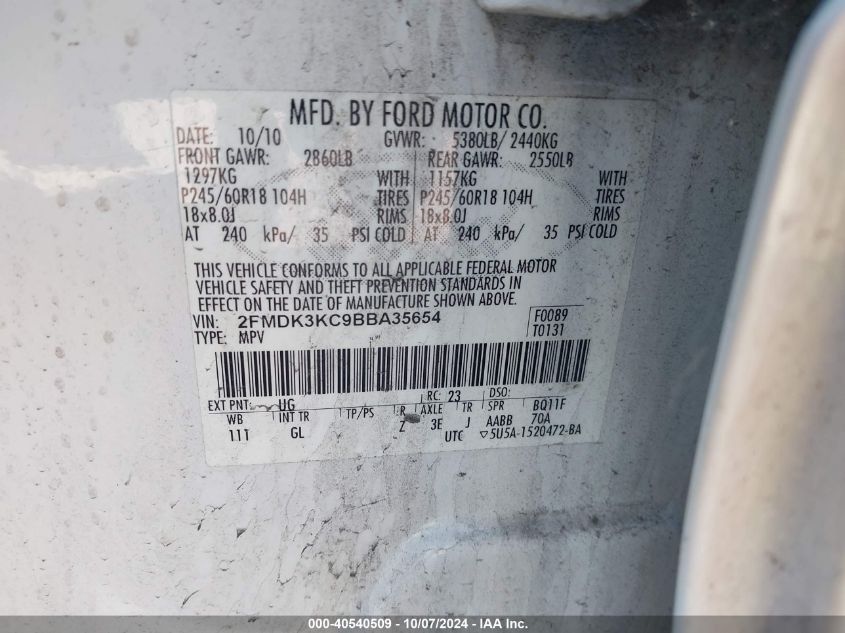 MFD. BY FORD MOTOR CO.
DATE: 10/10 GVWR: 5380LB/ 2440KG
FRONT GAWR: 2860LB REAR GAWR: 2550LB
1297KG WITH 1157KG WITH
P245/60R18 104H TIRES P245/60R18 104H TIRES
18x8.0J RIMS 18x8.0J RIMS
AT 240 kPa/ 35 PSI COLD AT 240 kPa/ 35 PSI COLD
THIS VEHICLE CONFORMS TO ALL APPLICABLE FEDERAL MOTOR
VEHICLE SAFETY AND THEFT PREVENTION STANDARDS IN
EFFECT ON THE DATE OF MANUFACTURE SHOWN ABOVE.
VIN: 2FMDK3KC9BBA35654 F0089
TYPE: MPV T0131
EXT PNT: UG RC: 23 DSO:
WB INT TR TP/PS R AXLE TR SPR BQ11F
11T GL Z 3E J AABB 70A
UTC ▽5U5A-1520472-BA
000-40540509 - 10/07/2024 - IAA Inc.